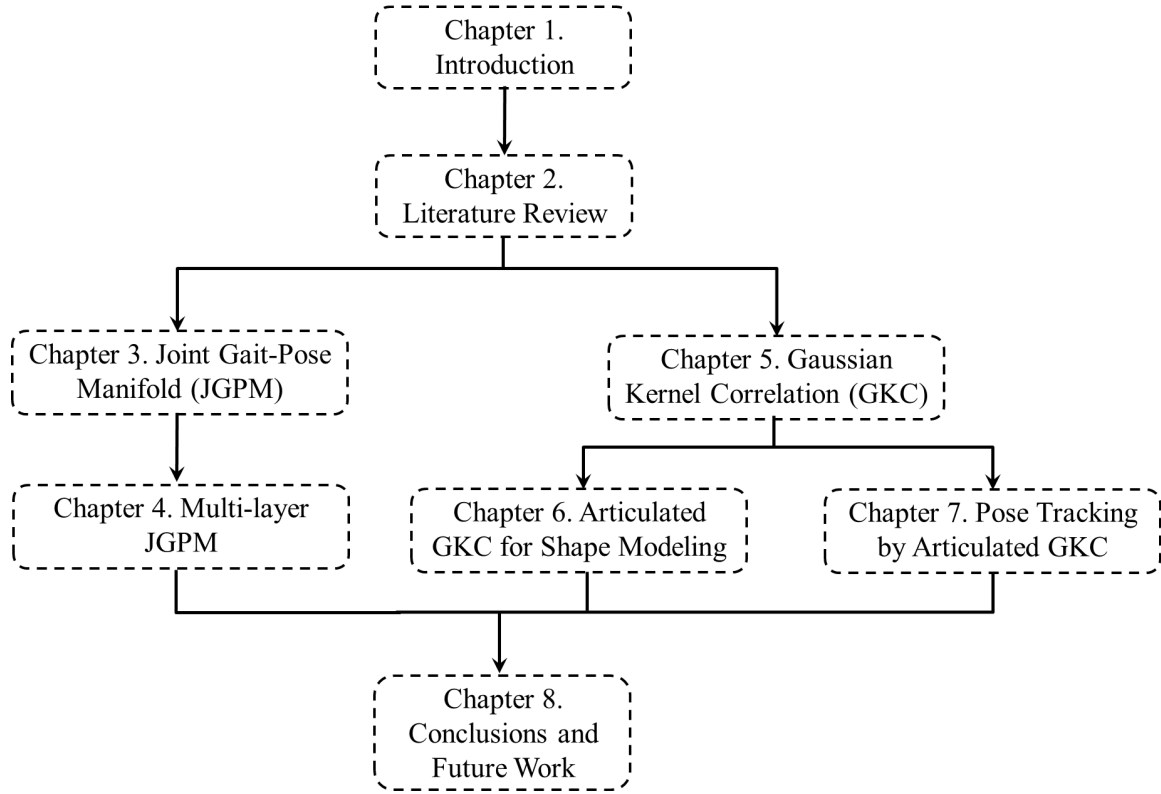 Chapter 1.
Introduction
Chapter 2.
Literature Review
Chapter 3. Joint Gait-Pose
Manifold (JGPM)
Chapter 5. Gaussian
Kernel Correlation (GKC)
Chapter 4. Multi-layer
JGPM
Chapter 6. Articulated
GKC for Shape Modeling
Chapter 7. Pose Tracking
by Articulated GKC
Chapter 8.
Conclusions and
Future Work